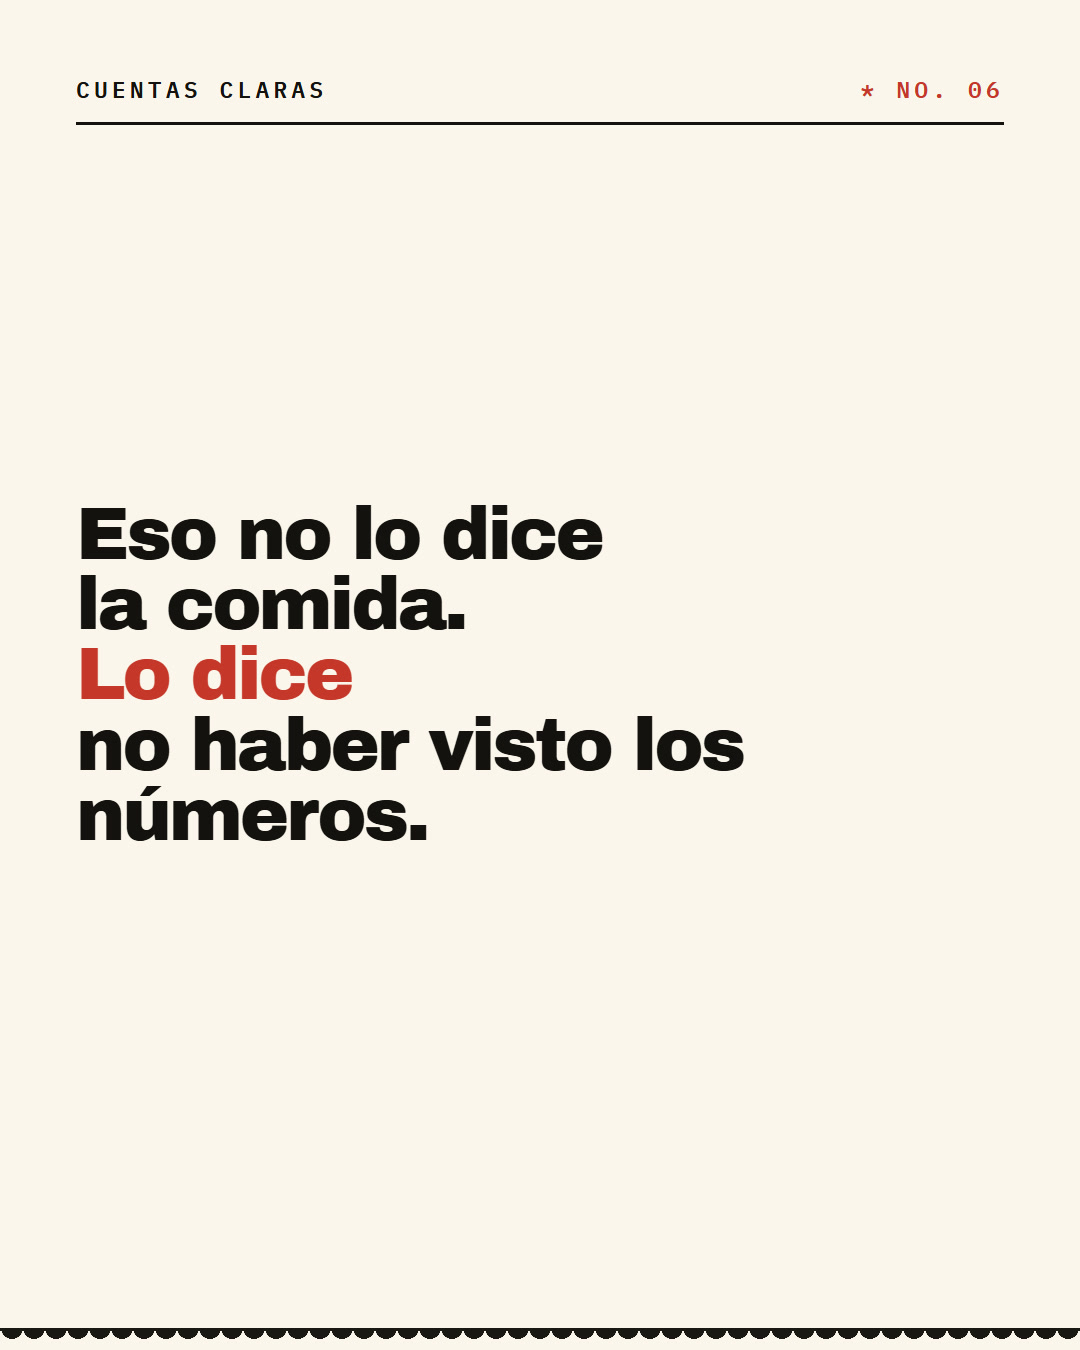 CUENTAS CLARAS
* NO. 06
Eso no lo dice
la comida.
Lo dice
no haber visto los
números.